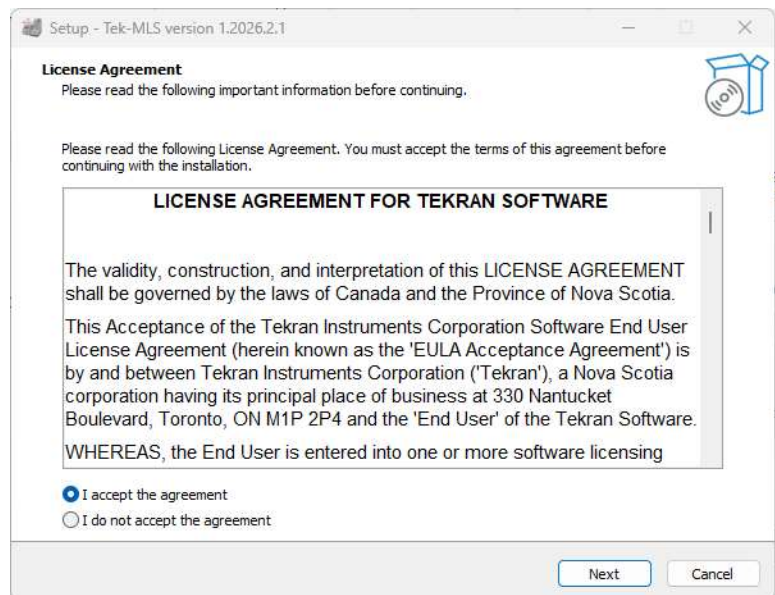 Setup - Tek-MLS version 1.2026.2.1
License Agreement
Please read the following important information before continuing.
Please read the following License Agreement. You must accept the terms of this agreement before
continuing with the installation.
LICENSE AGREEMENT FOR TEKRAN SOFTWARE
The validity, construction, and interpretation of this LICENSE AGREEMENT
shall be governed by the laws of Canada and the Province of Nova Scotia.
This Acceptance of the Tekran Instruments Corporation Software End User
License Agreement (herein known as the 'EULA Acceptance Agreement') is
by and between Tekran Instruments Corporation ('Tekran'), a Nova Scotia
corporation having its principal place of business at 330 Nantucket
Boulevard, Toronto, ON M1P 2P4 and the 'End User' of the Tekran Software.
WHEREAS, the End User is entered into one or more software licensing
I accept the agreement
I do not accept the agreement
Next
Cancel